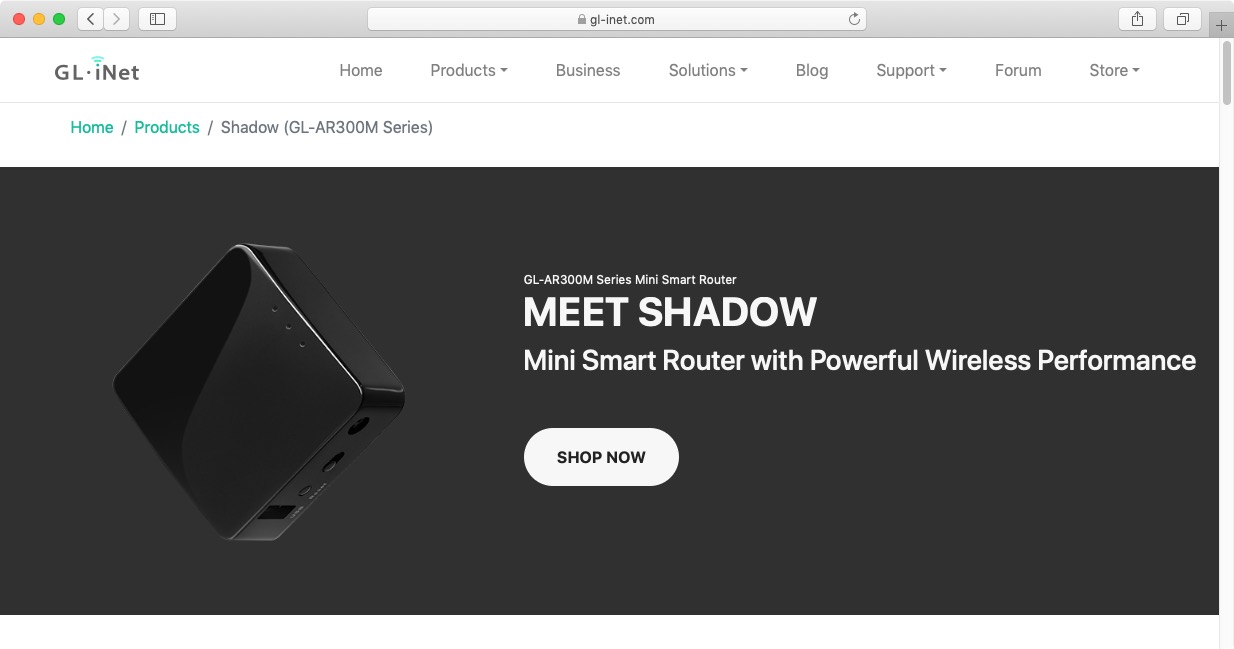 gl-inet.com
GL·iNet
Home Products Business Solutions Blog Support Forum Store
Home / Products / Shadow (GL-AR300M Series)
GL-AR300M Series Mini Smart Router
MEET SHADOW
Mini Smart Router with Powerful Wireless Performance
SHOP NOW